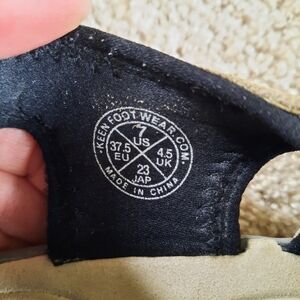 KEEN FOOTWEAR.COM
7
US
37.5
EU
4.5
UK
23
JAP
MADE IN CHINA